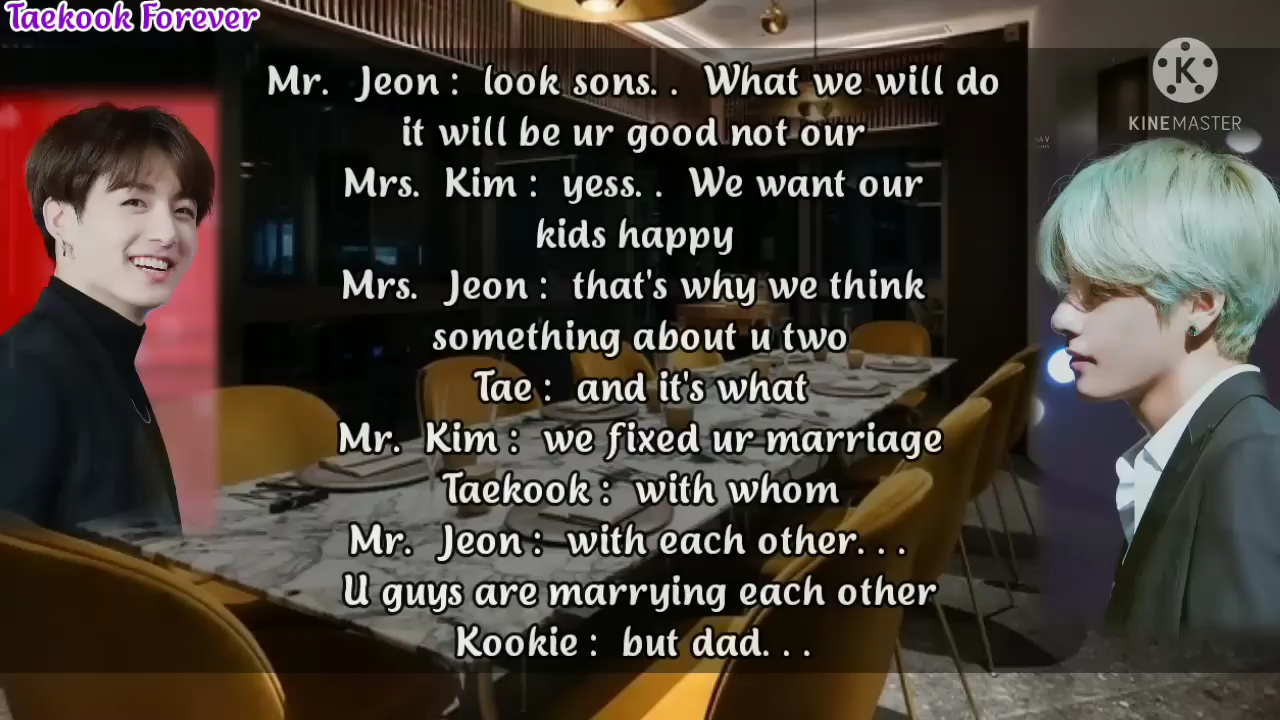 Taekook Forever
Mr. Jeon : look sons. . What we will do
it will be ur good not our
Mrs. Kim : yess. . We want our
kids happy
Mrs. Jeon : that's why we think
something about u two
Tae : and it's what
Mr. Kim : we fixed ur marriage
Taekook : with whom
Mr. Jeon : with each other. . .
U guys are marrying each other
Kookie : but dad. . .
K
KINEMASTER